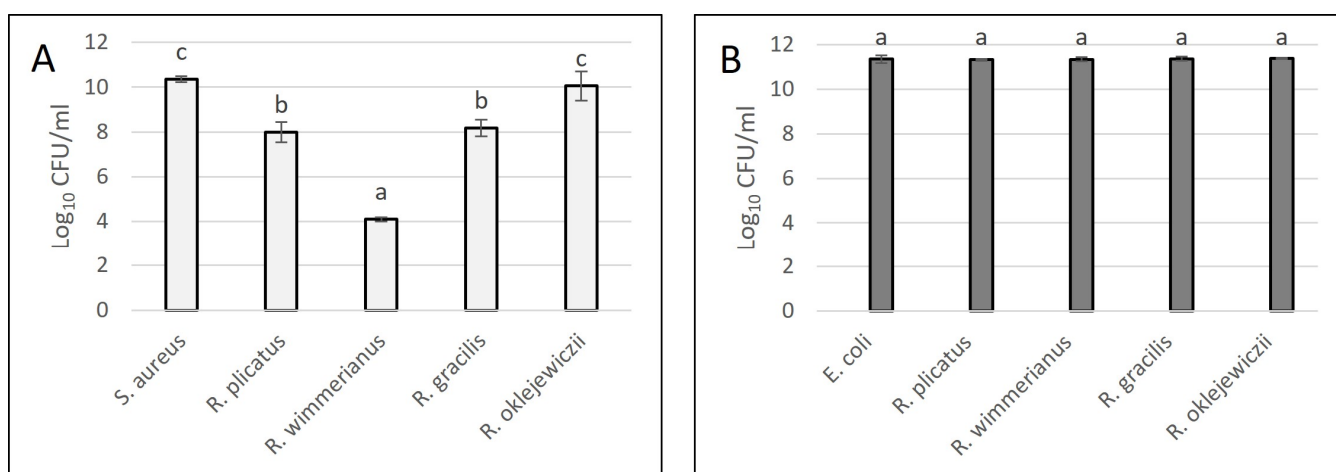 A
Log10 CFU/ml
12
10
8
6
4
2
0
c
b
a
b
c
S. aureus
R. plicatus
R. wimmerianus
R. gracilis
R. oklejewiczii
B
Log10 CFU/ml
12
10
8
6
4
2
0
a
a
a
a
a
E. coli
R. plicatus
R. wimmerianus
R. gracilis
R. oklejewiczii